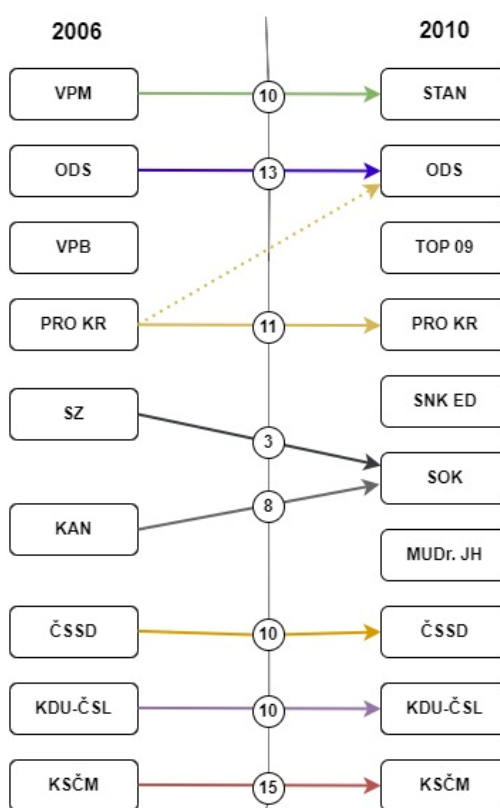 2006 2010
VPM 10 STAN
ODS 13 ODS
VPB TOP 09
PRO KR 11 PRO KR
SNK ED
SZ 3
SOK
8
KAN MUDr. JH
ČSSD 10 ČSSD
KDU-ČSL 10 KDU-ČSL
KSČM 15 KSČM